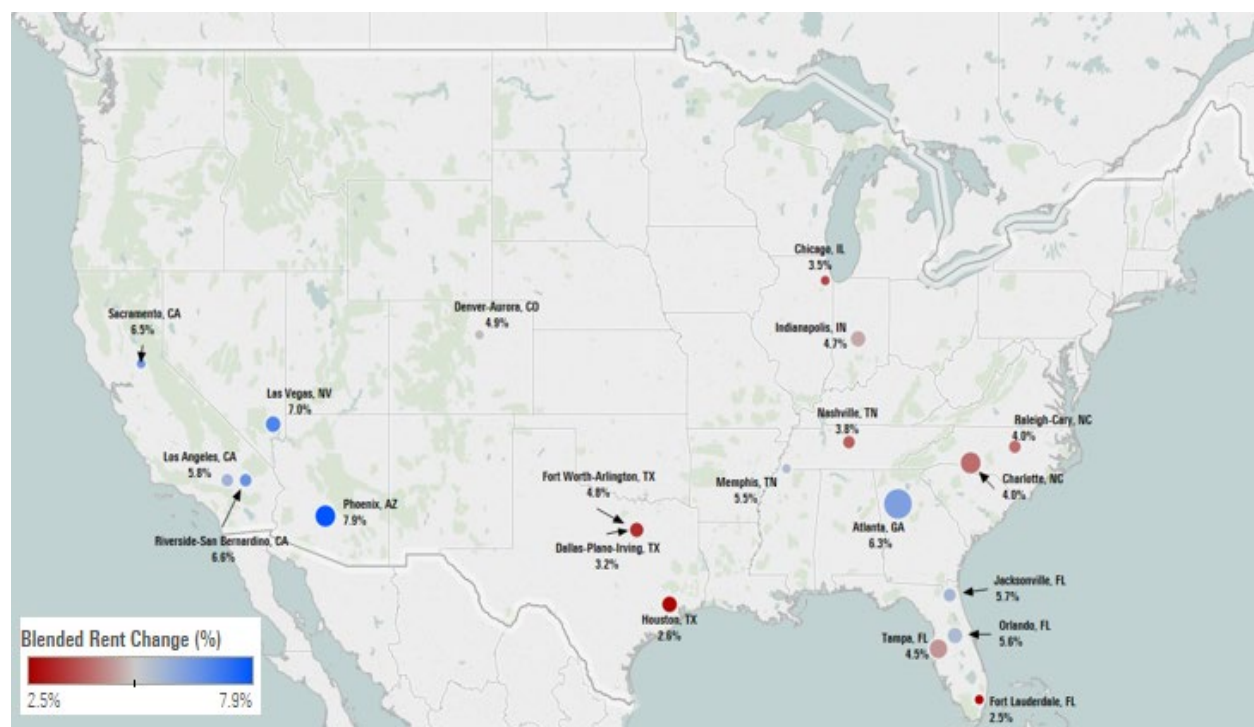 Chicago, IL
3.5%
Sacramento, CA
6.5%
Denver-Aurora, CO
4.9%
Indianapolis, IN
4.7%
Las Vegas, NV
7.0%
Nashville, TN
3.8%
Raleigh-Cary, NC
4.0%
Los Angeles, CA
5.8%
Fort Worth-Arlington, TX
4.8%
Memphis, TN
5.5%
Charlotte, NC
4.0%
Phoenix, AZ
7.9%
Atlanta, GA
6.3%
Riverside-San Bernardino, CA
6.6%
Dallas-Plano-Irving, TX
3.2%
Jacksonville, FL
5.7%
Houston, TX
2.6%
Orlando, FL
5.6%
Tampa, FL
4.5%
Fort Lauderdale, FL
2.5%
Blended Rent Change (%)
2.5%
7.9%